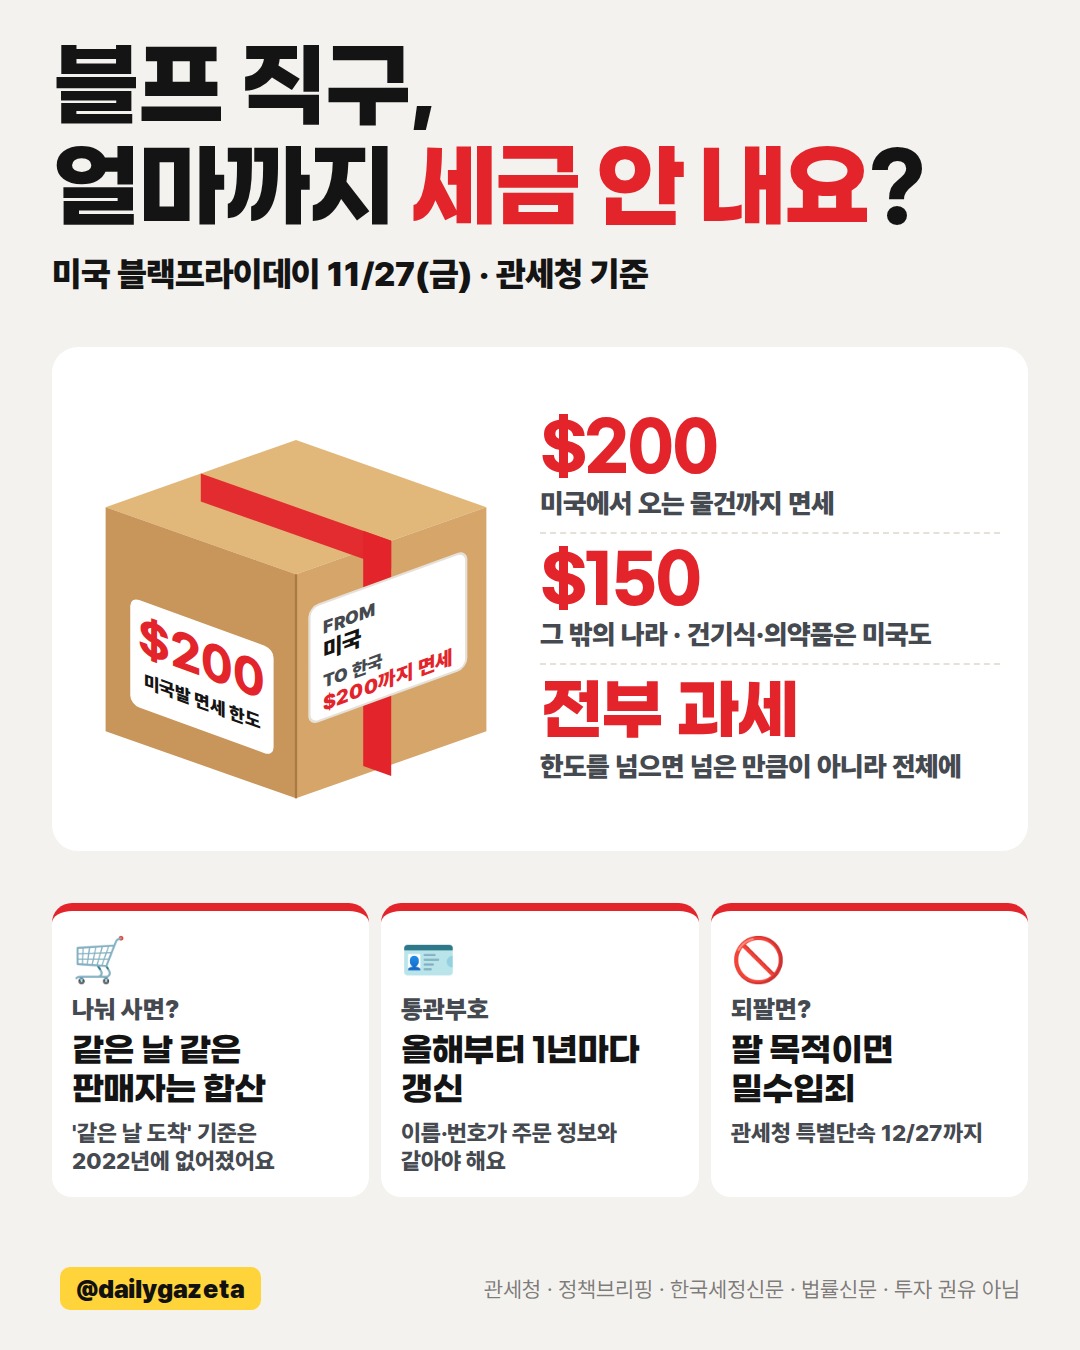 블프 직구,
얼마까지 세금 안 내요?
미국 블랙프라이데이 11/27(금) · 관세청 기준
$200
미국발 면세 한도
FROM
미국
TO 한국
$200까지 면세
$200
미국에서 오는 물건까지 면세
$150
그 밖의 나라 · 건기식·의약품은 미국도
전부 과세
한도를 넘으면 넘은 만큼이 아니라 전체에
나눠 사면?
같은 날 같은
판매자는 합산
'같은 날 도착' 기준은
2022년에 없어졌어요
통관부호
올해부터 1년마다
갱신
이름·번호가 주문 정보와
같아야 해요
되팔면?
팔 목적이면
밀수입죄
관세청 특별단속 12/27까지
@dailygazeta
관세청 · 정책브리핑 · 한국세정신문 · 법률신문 · 투자 권유 아님